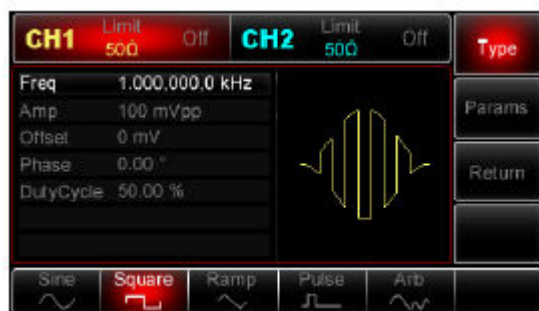 CH1 Limit 50Ω Off CH2 Limit 50Ω Off Type
Freq 1.000,000,0 kHz
Amp 100 mVpp
Offset 0 mV
Phase 0.00 °
DutyCycle 50.00 %
Params
Return
Sine Square Ramp Pulse Arb